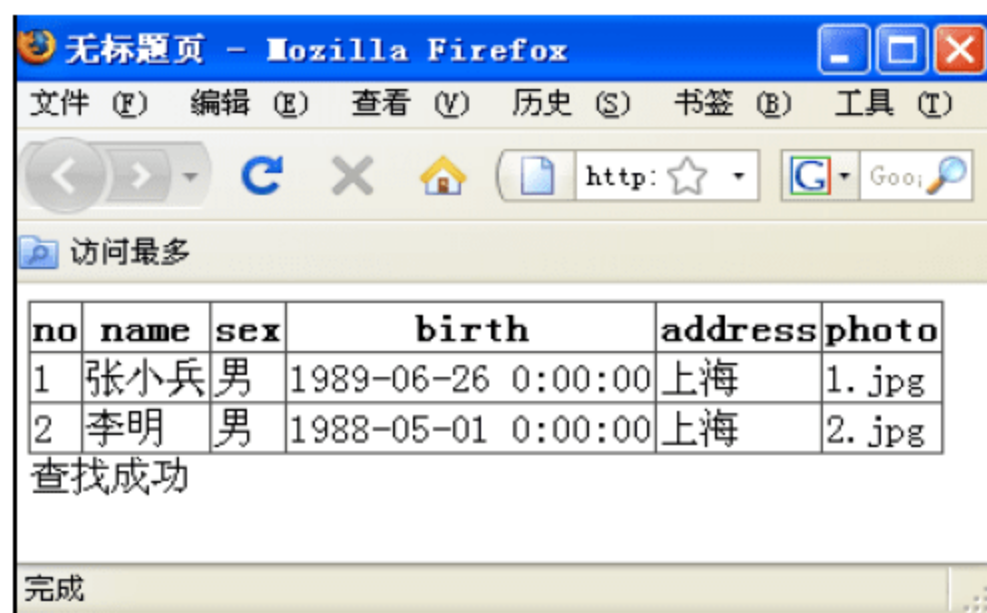 无标题页 - Mozilla Firefox
文件 (F) 编辑 (E) 查看 (V) 历史 (S) 书签 (B) 工具 (T)
http: G Goo
访问最多
no name sex birth address photo
1 张小兵 男 1989-06-26 0:00:00 上海 1.jpg
2 李明 男 1988-05-01 0:00:00 上海 2.jpg
查找成功
完成